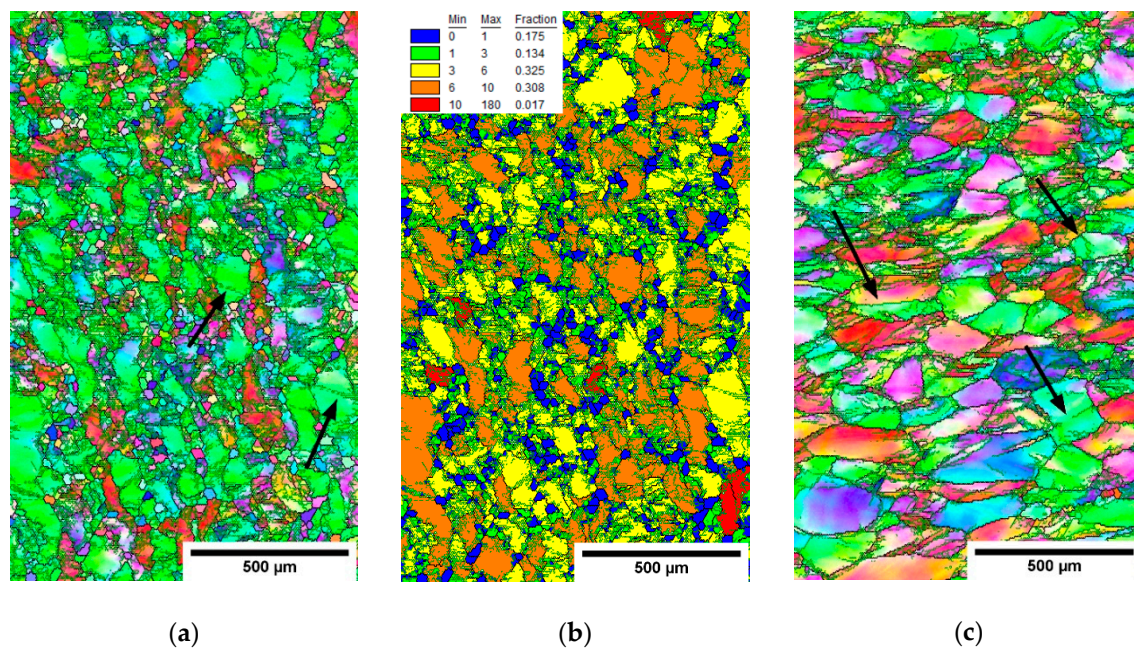 Min Max Fraction
0 1 0.175
1 3 0.134
3 6 0.325
6 10 0.308
10 180 0.017
500 µm
500 µm
500 µm
(a)
(b)
(c)